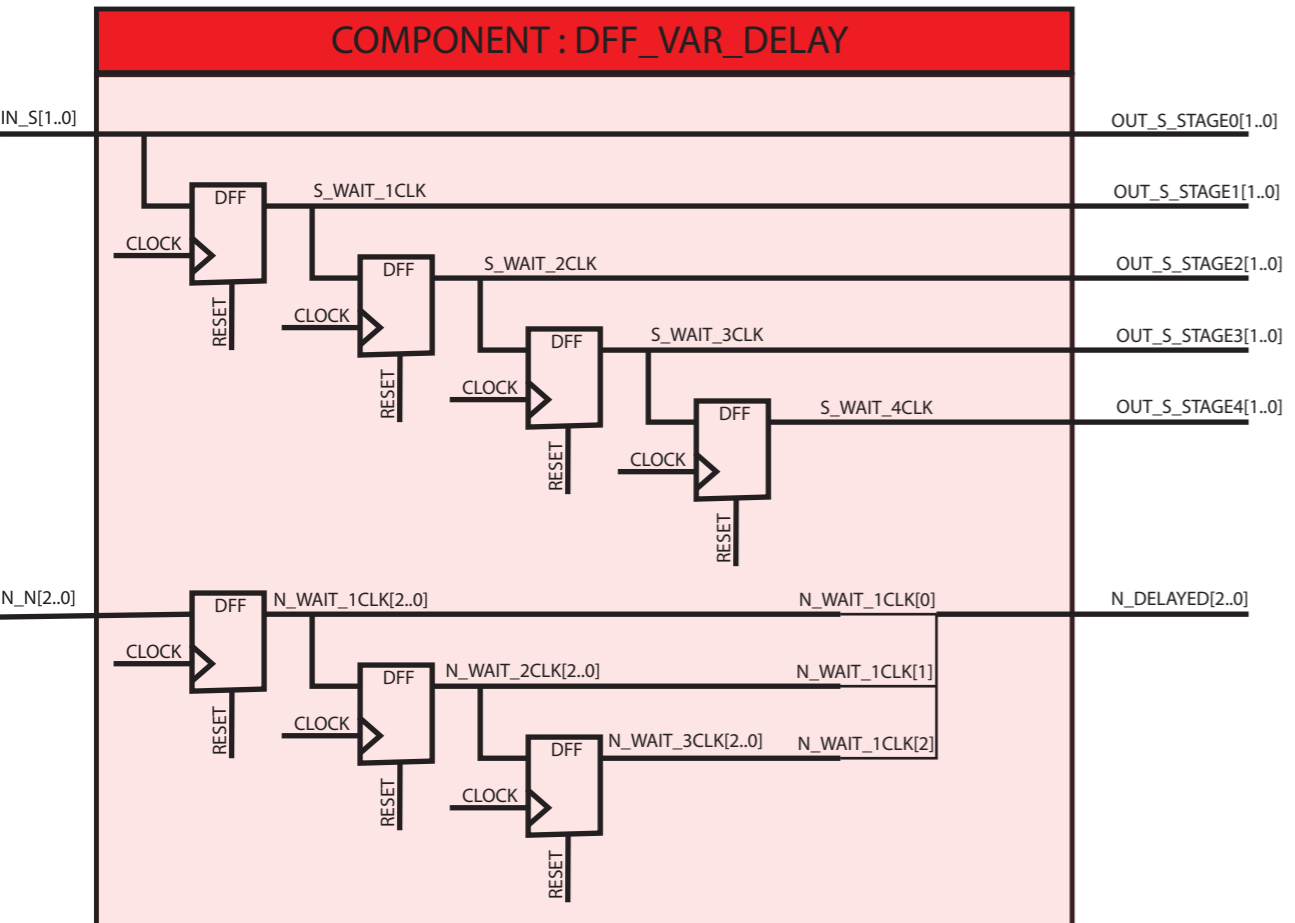 COMPONENT : DFF_VAR_DELAY
IN_S[1..0]
OUT_S_STAGE0[1..0]
DFF
S_WAIT_1CLK
OUT_S_STAGE1[1..0]
CLOCK
RESET
DFF
S_WAIT_2CLK
OUT_S_STAGE2[1..0]
CLOCK
RESET
DFF
S_WAIT_3CLK
OUT_S_STAGE3[1..0]
CLOCK
RESET
DFF
S_WAIT_4CLK
OUT_S_STAGE4[1..0]
CLOCK
RESET
N_N[2..0]
DFF
N_WAIT_1CLK[2..0]
N_WAIT_1CLK[0]
N_DELAYED[2..0]
CLOCK
RESET
DFF
N_WAIT_2CLK[2..0]
N_WAIT_1CLK[1]
CLOCK
RESET
DFF
N_WAIT_3CLK[2..0]
N_WAIT_1CLK[2]
CLOCK
RESET